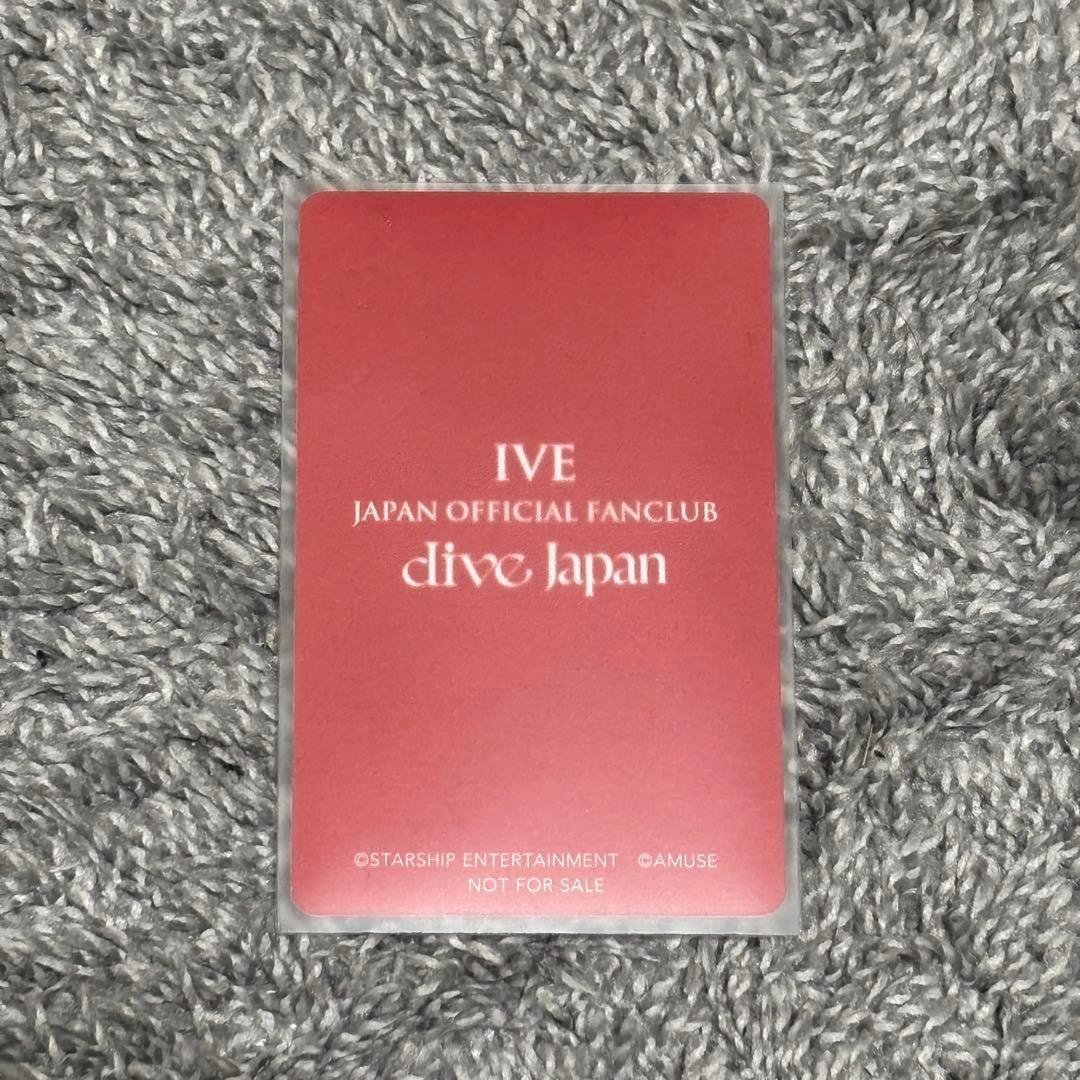 IVE
JAPAN OFFICIAL FANCLUB
dive Japan
©STARSHIP ENTERTAINMENT ©AMUSE
NOT FOR SALE